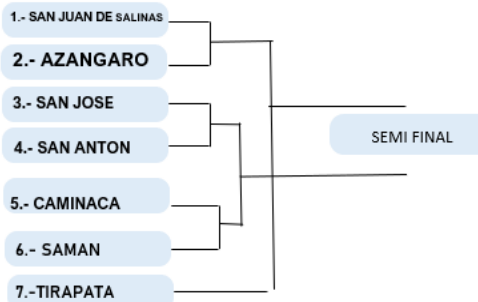 1.- SAN JUAN DE SALINAS
2.- AZANGARO
3.- SAN JOSE
4.- SAN ANTON
SEMI FINAL
5.- CAMINACA
6.- SAMAN
7.-TIRAPATA